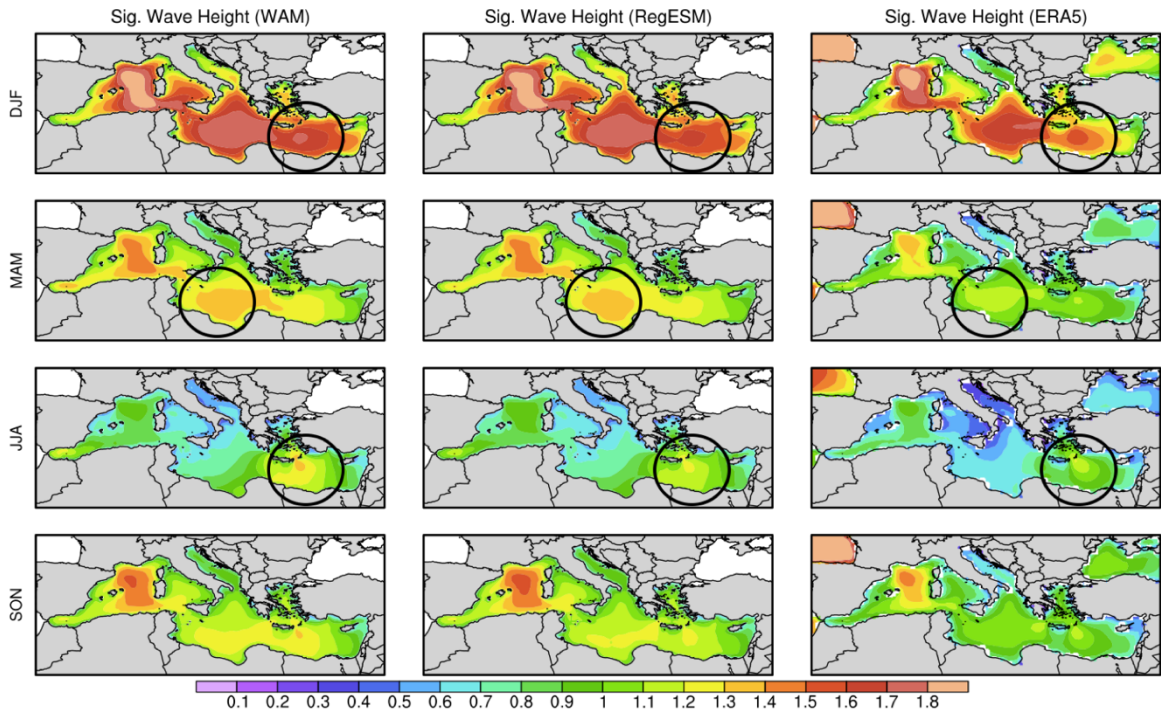 Sig. Wave Height (WAM)
Sig. Wave Height (RegESM)
Sig. Wave Height (ERA5)
DJF
MAM
JJA
SON
0.1 0.2 0.3 0.4 0.5 0.6 0.7 0.8 0.9 1 1.1 1.2 1.3 1.4 1.5 1.6 1.7 1.8